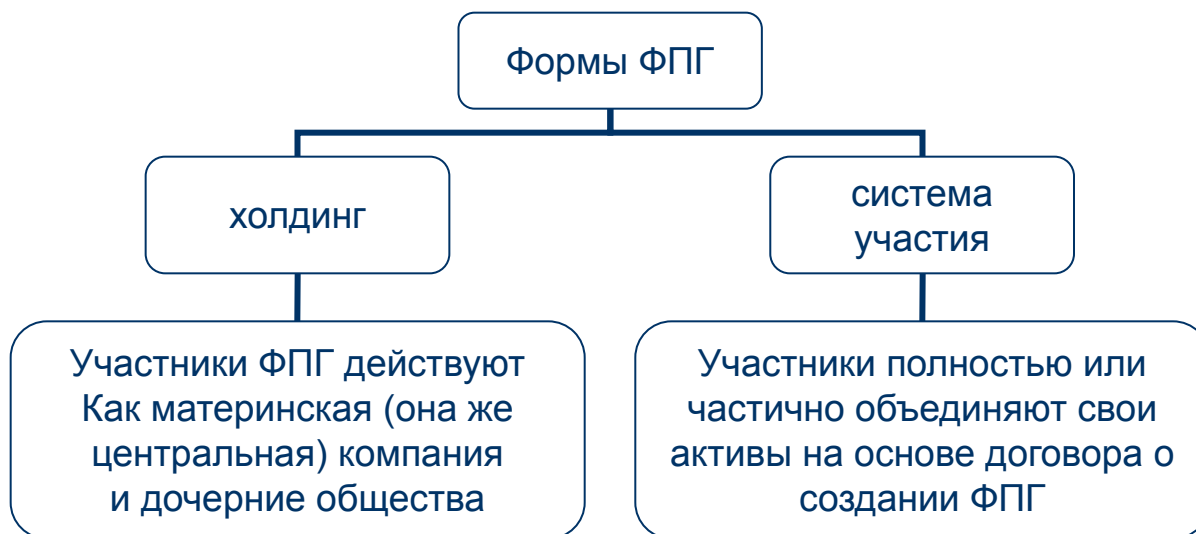 Формы ФПГ
холдинг
система
участия
Участники ФПГ действуют
Как материнская (она же
центральная) компания
и дочерние общества
Участники полностью или
частично объединяют свои
активы на основе договора о
создании ФПГ